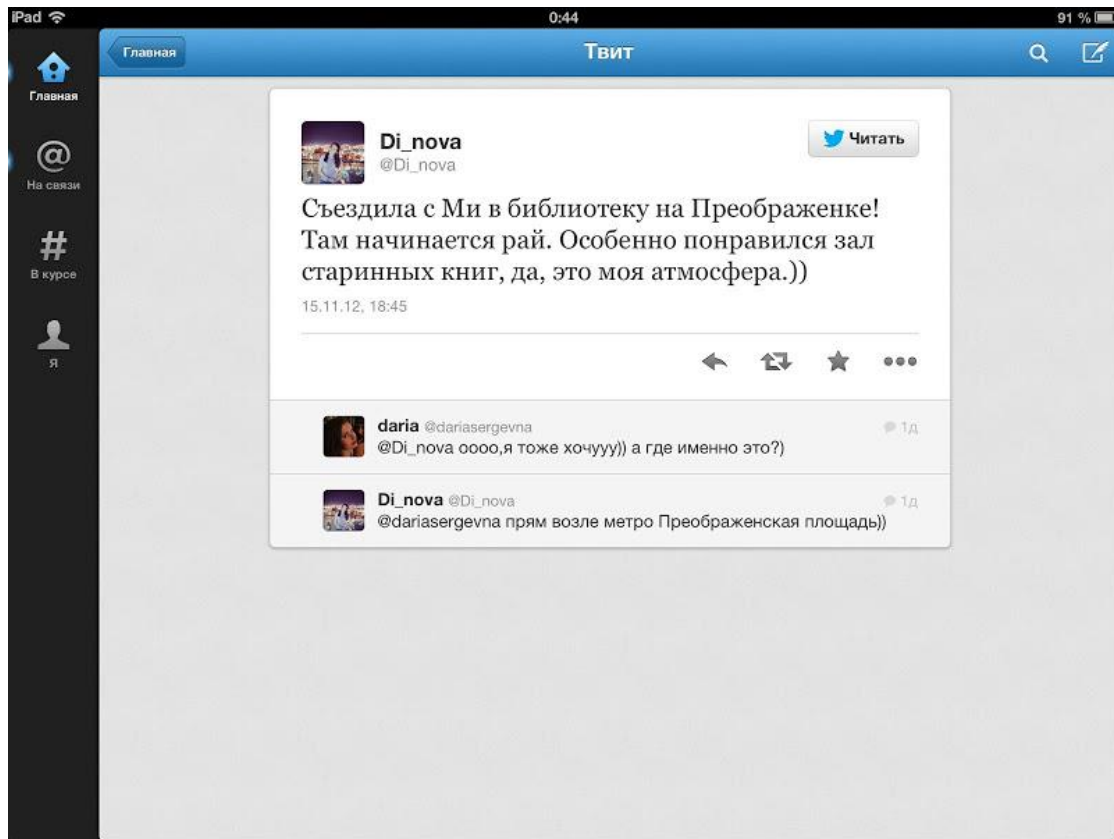 iPad 0:44 91 %
Главная Твит
Главная
@
На связи
#
В курсе
Я
Di_nova
@Di_nova
Читать
Съездила с Ми в библиотеку на Преображенке!
Там начинается рай. Особенно понравился зал
старинных книг, да, это моя атмосфера.))
15.11.12, 18:45
daria @dariasergevna 1д
@Di_nova оооо,я тоже хочууу)) а где именно это?)
Di_nova @Di_nova 1д
@dariasergevna прям возле метро Преображенская площадь))